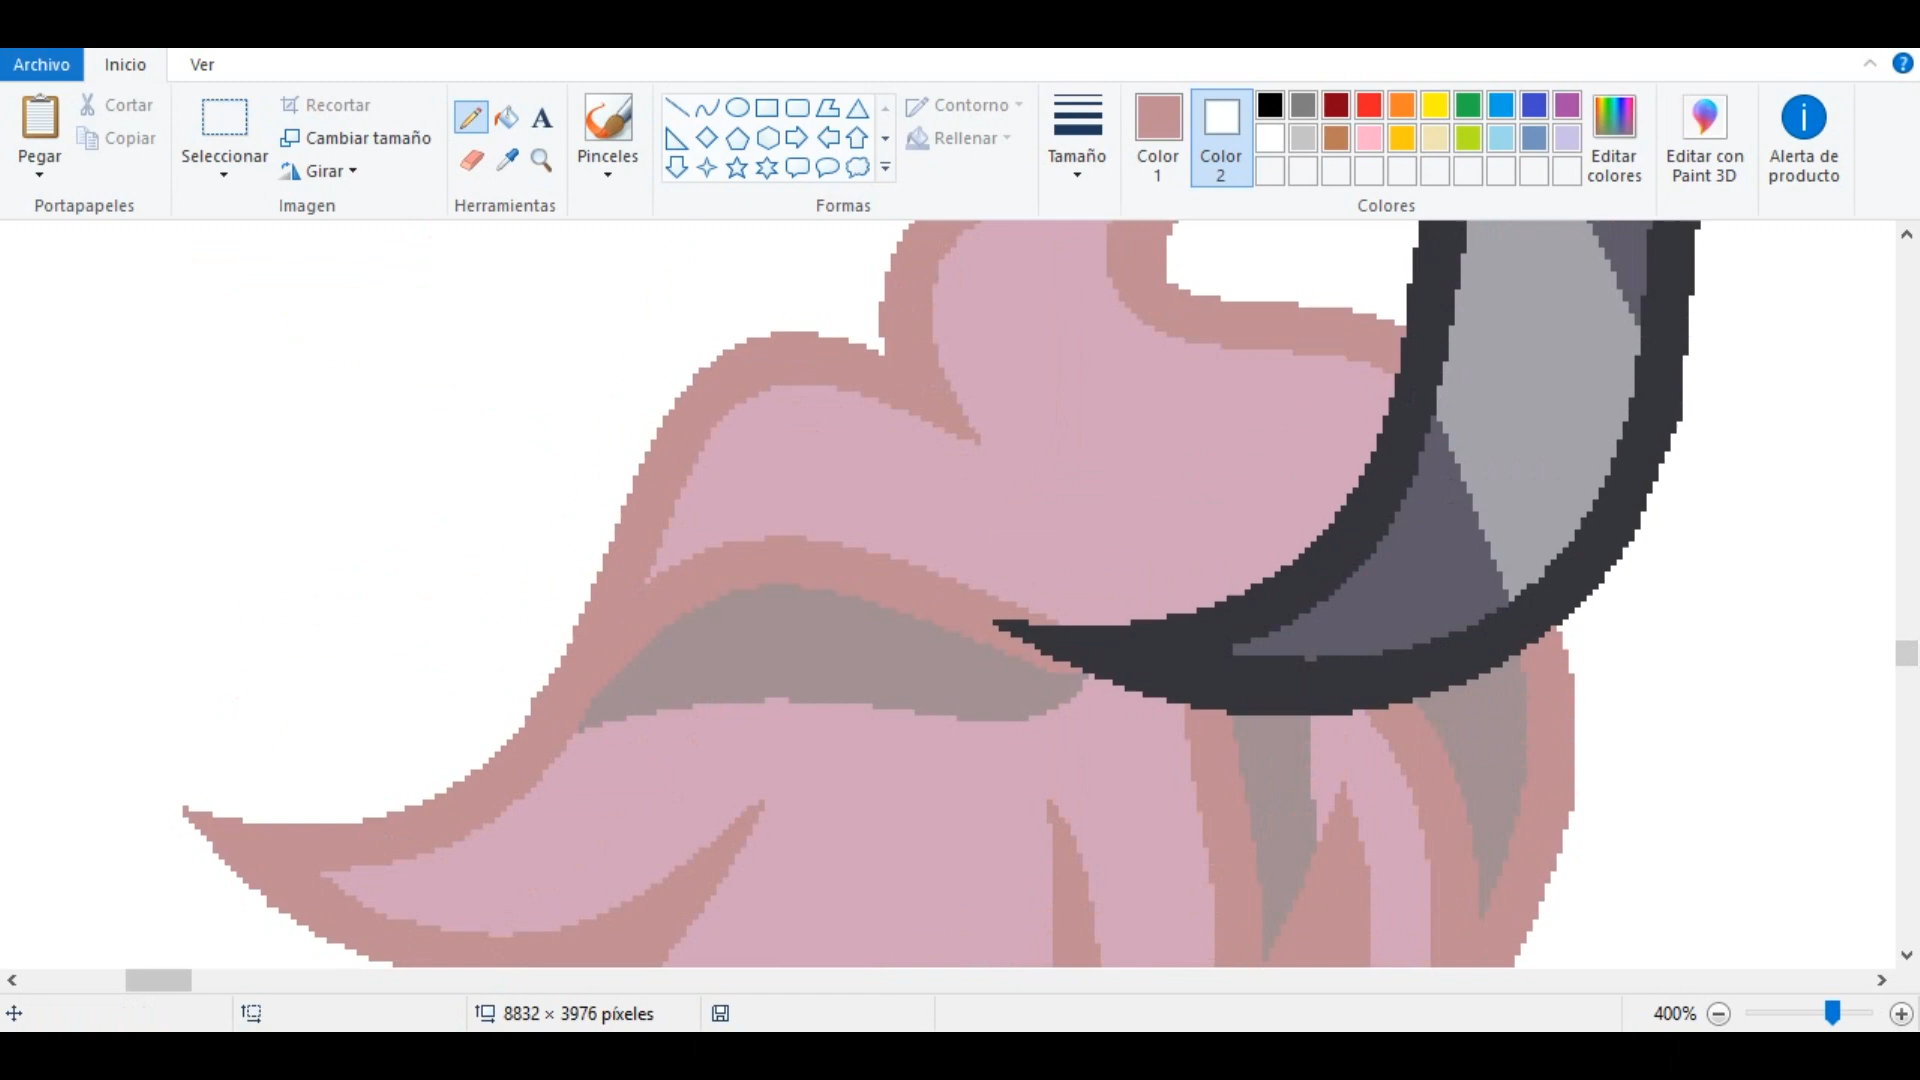 Archivo Inicio Ver
Pegar
Cortar
Copiar
Portapapeles
Seleccionar
Recortar
Cambiar tamaño
Girar
Imagen
A
Herramientas
Pinceles
Formas
Contorno
Rellenar
Tamaño
Color
1
Color
2
Colores
Editar
colores
Editar con
Paint 3D
Alerta de
producto
8832 × 3976 píxeles
400%